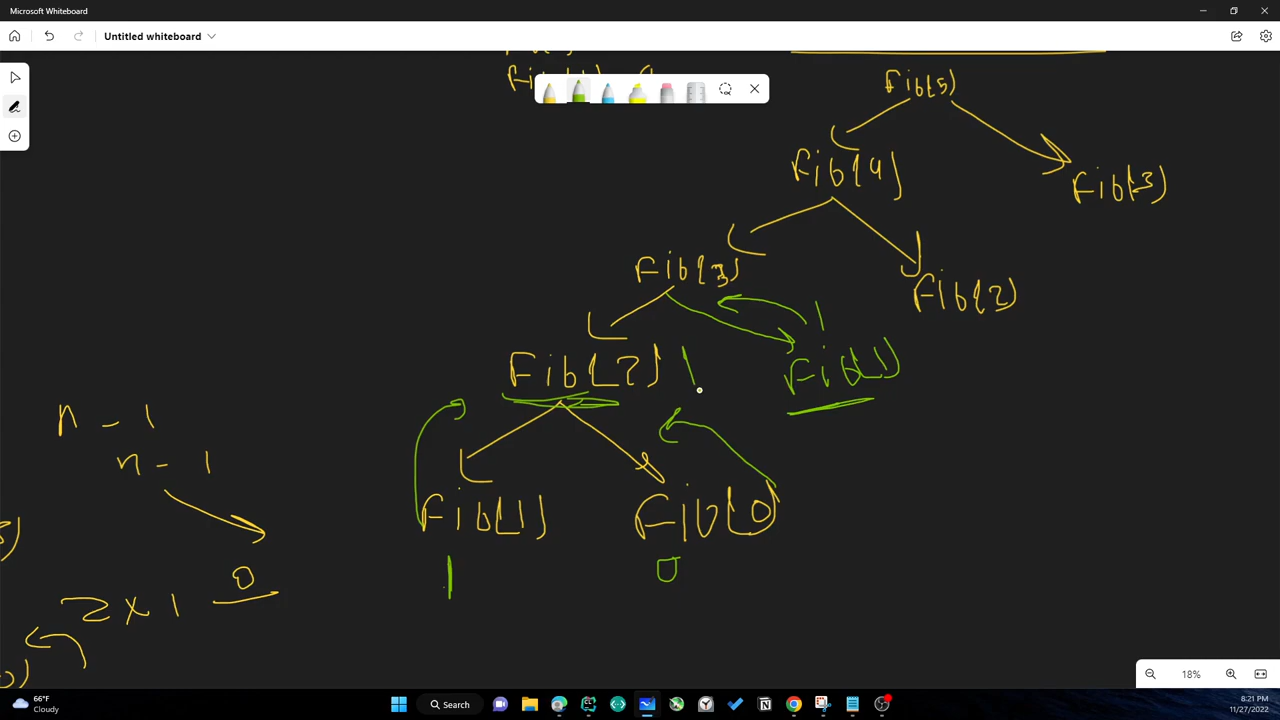 Microsoft Whiteboard
Untitled whiteboard
Fib(5)
Fib(4)
Fib(3)
Fib(3)
Fib(2)
Fib(2) 1
1
Fib(1)
n - 1
n - 1
Fib(1)
Fib(0)
1
0
0
2 x 1
18%
66°F
Cloudy
Search
8:21 PM
11/27/2022